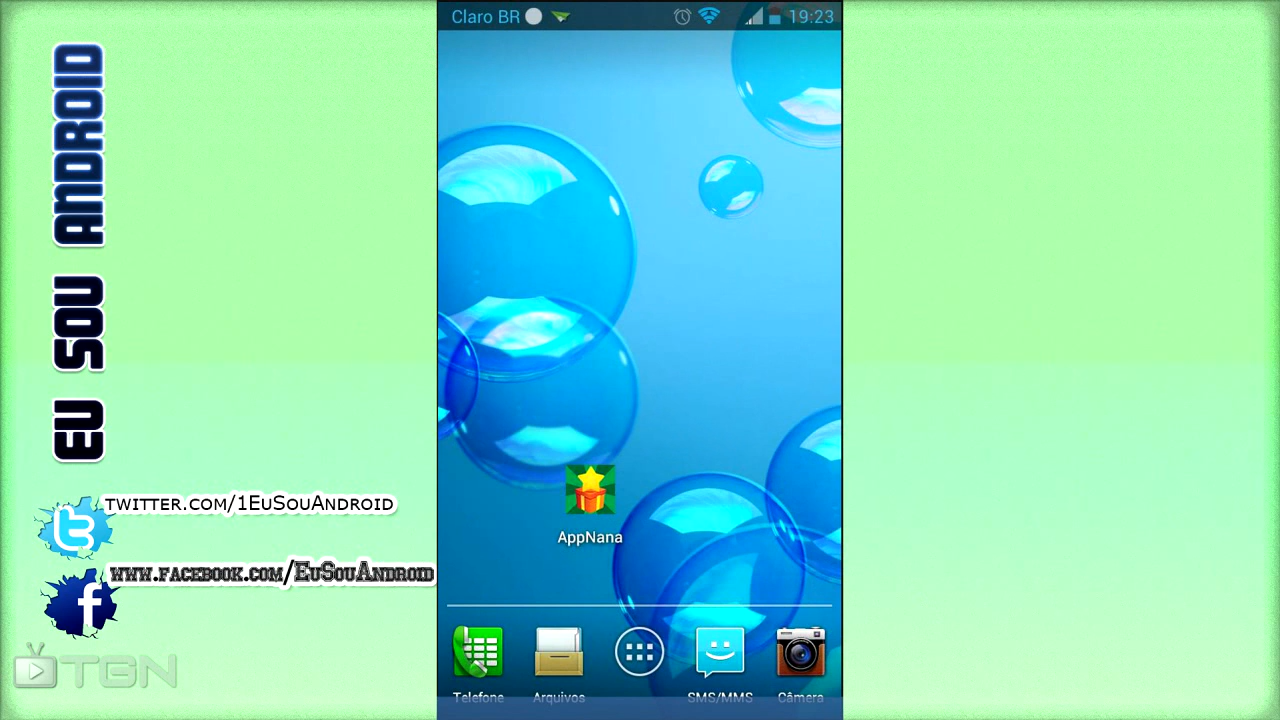 Claro BR
19:23
EU SOU ANDROID
TWITTER.COM/1EUSOUANDROID
WWW.FACEBOOK.COM/EUSOUANDROID
AppNana
Telefone
Arquivos
SMS/MMS
Câmera
TGN